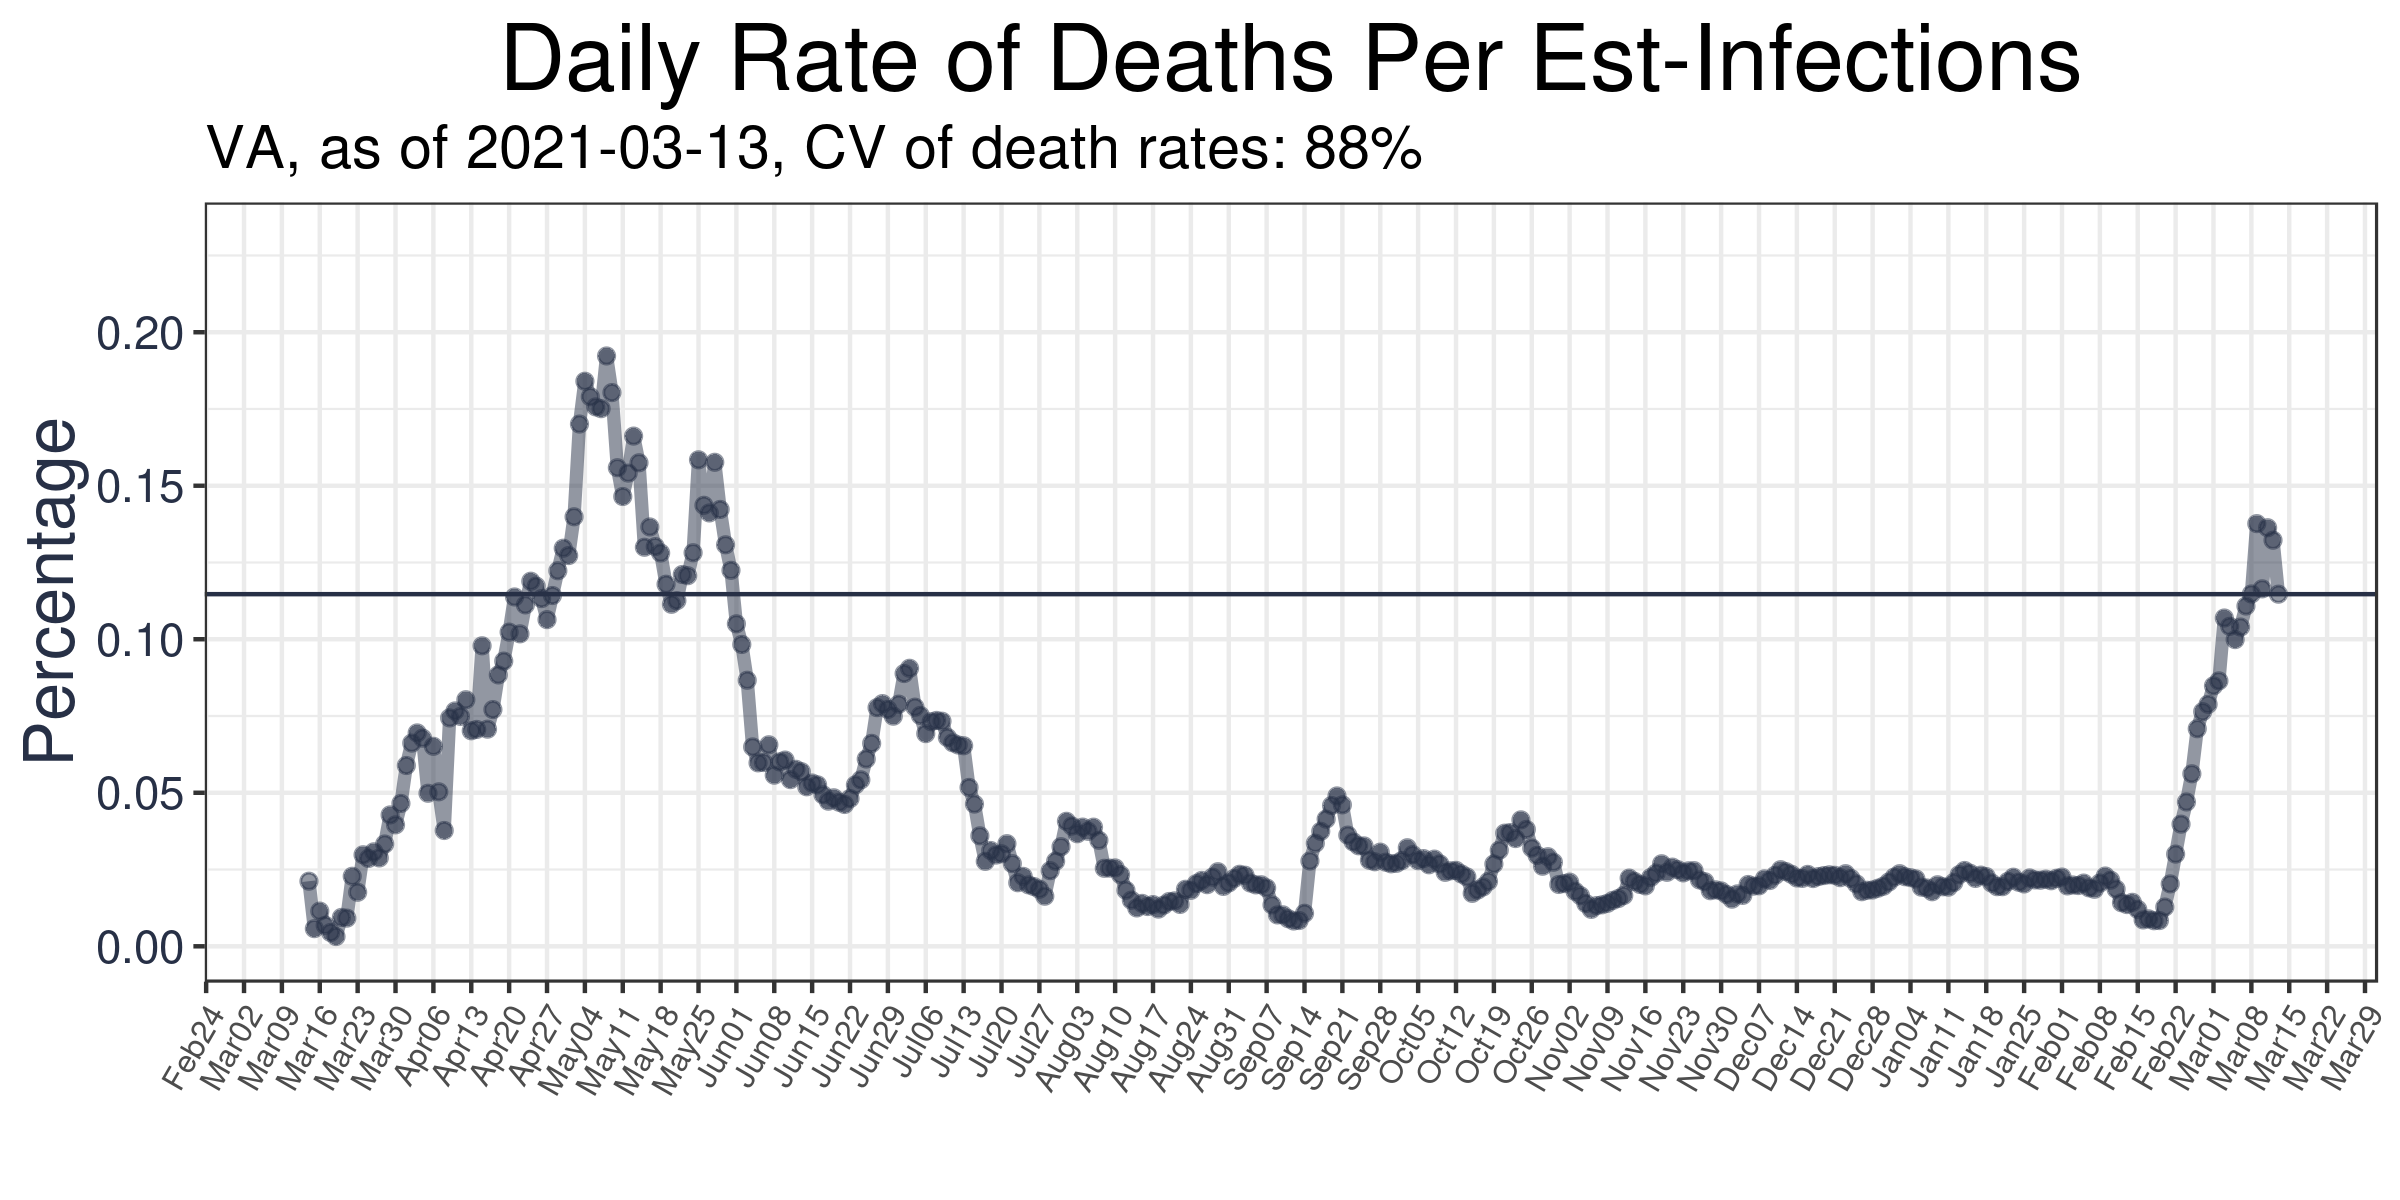 Daily Rate of Deaths Per Est-Infections
VA, as of 2021-03-13, CV of death rates: 88%
Percentage
0.20
0.15
0.10
0.05
0.00
Feb24
Mar02
Mar09
Mar16
Mar23
Mar30
Apr06
Apr13
Apr20
Apr27
May04
May11
May18
May25
Jun01
Jun08
Jun15
Jun22
Jun29
Jul06
Jul13
Jul20
Jul27
Aug03
Aug10
Aug17
Aug24
Aug31
Sep07
Sep14
Sep21
Sep28
Oct05
Oct12
Oct19
Oct26
Nov02
Nov09
Nov16
Nov23
Nov30
Dec07
Dec14
Dec21
Dec28
Jan04
Jan11
Jan18
Jan25
Feb01
Feb08
Feb15
Feb22
Mar01
Mar08
Mar15
Mar22
Mar29